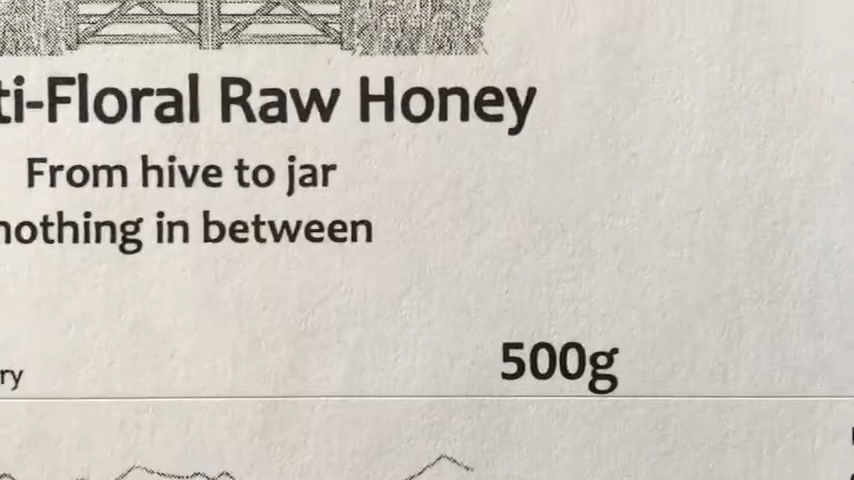 ti-Floral Raw Honey
From hive to jar
nothing in between
500g
ry